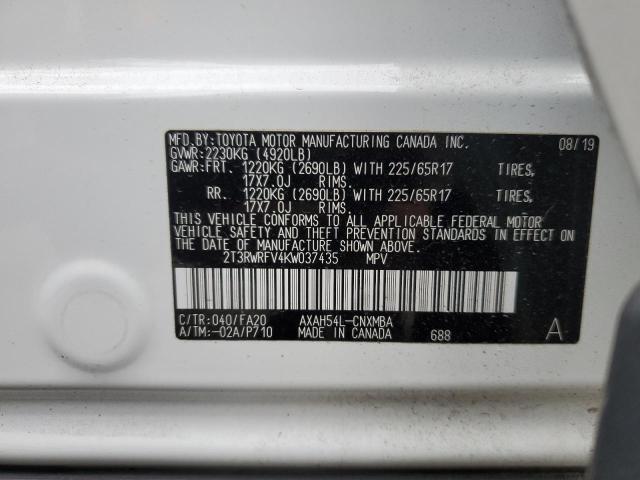 MFD.BY:TOYOTA MOTOR MANUFACTURING CANADA INC. 08/19
GVWR:2230KG (4920LB)
GAWR:FRT. 1220KG (2690LB) WITH 225/65R17 TIRES,
17X7.0J RIMS.
RR. 1220KG (2690LB) WITH 225/65R17 TIRES,
17X7.0J RIMS.
THIS VEHICLE CONFORMS TO ALL APPLICABLE FEDERAL MOTOR
VEHICLE SAFETY AND THEFT PREVENTION STANDARDS IN EFFECT ON
THE DATE OF MANUFACTURE SHOWN ABOVE.
2T3RWRFV4KW037435 MPV
C/TR:040/FA20 AXAH54L-CNXMBA
A/TM:-02A/P710 MADE IN CANADA 688 A